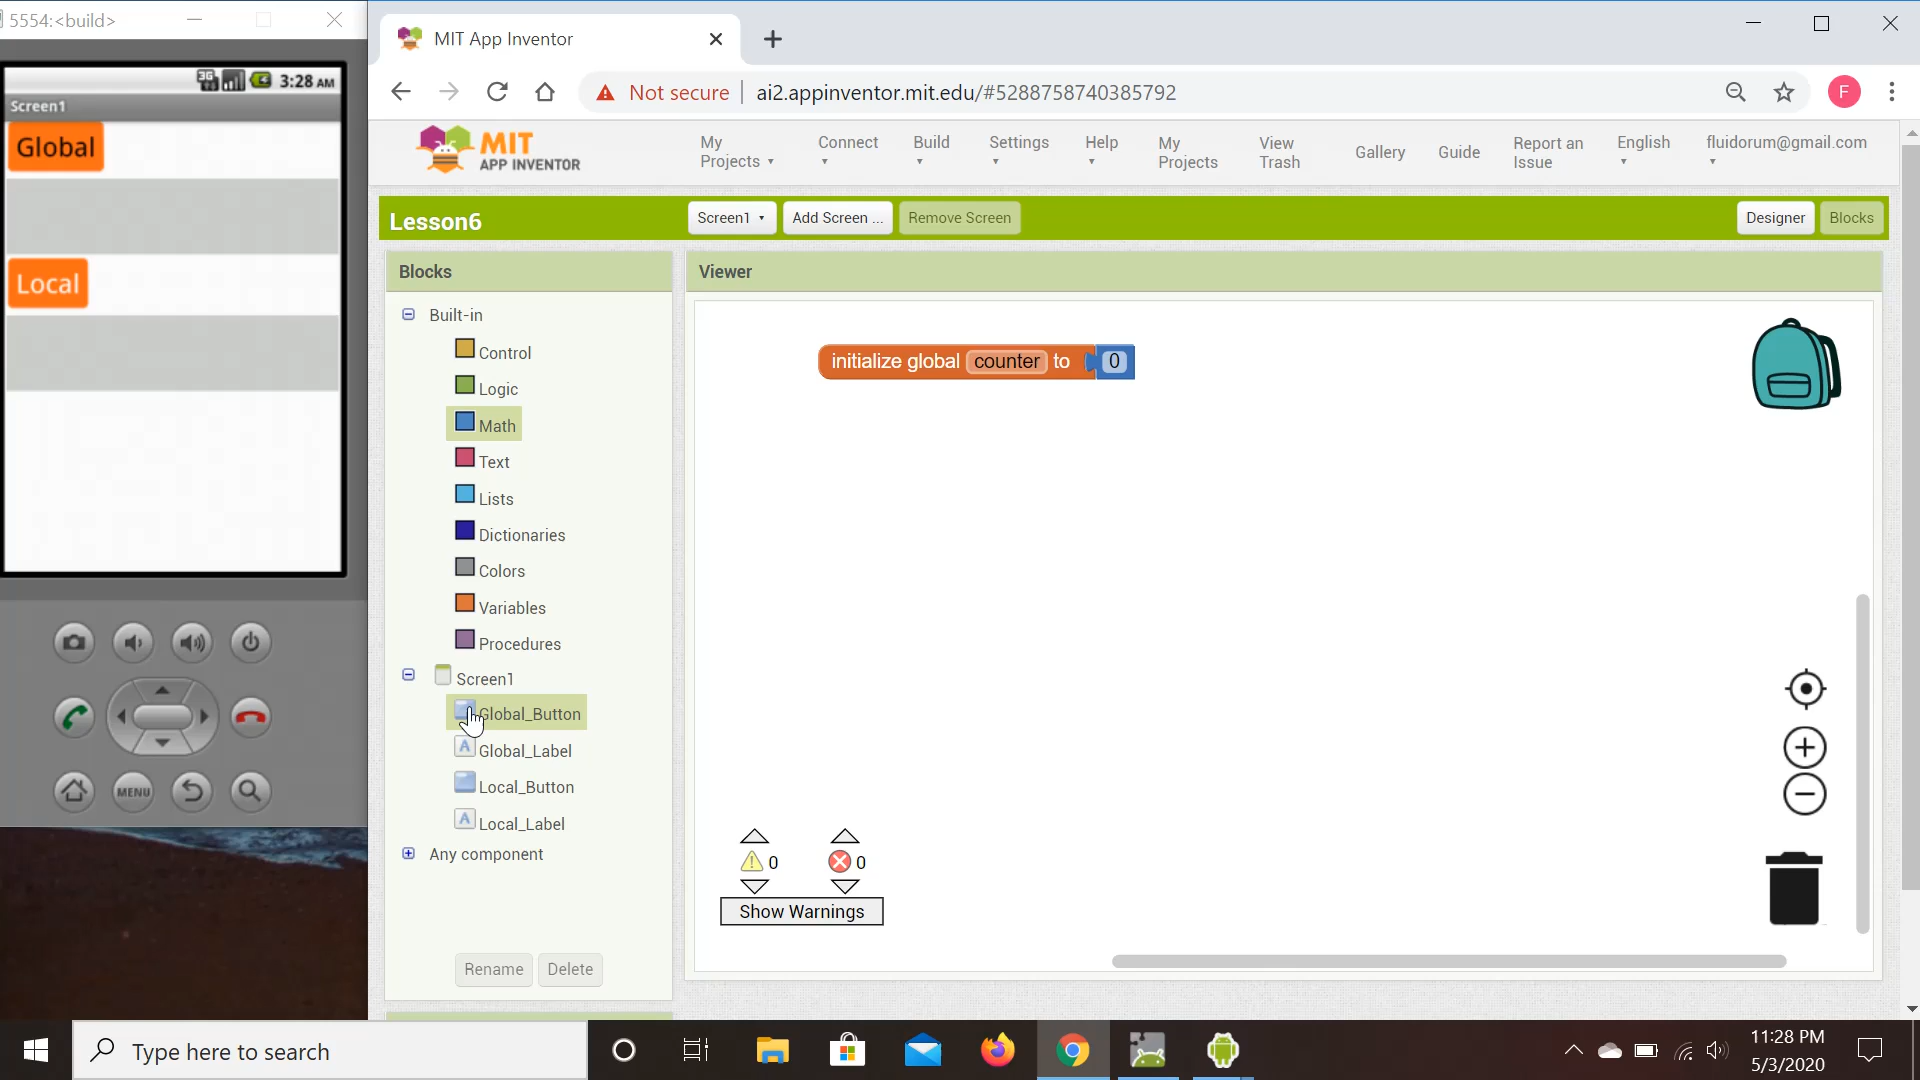 5554:<build>
3G
3:28 AM
Screen1
Global
Local
MENU
MIT App Inventor
Not secure
ai2.appinventor.mit.edu/#5288758740385792
F
MIT
APP INVENTOR
My Projects
Connect
Build
Settings
Help
My Projects
View Trash
Gallery
Guide
Report an Issue
English
fluidorum@gmail.com
Lesson6
Screen1
Add Screen ...
Remove Screen
Designer
Blocks
Blocks
Viewer
Built-in
Control
Logic
Math
Text
Lists
Dictionaries
Colors
Variables
Procedures
Screen1
Global_Button
A Global_Label
Local_Button
A Local_Label
Any component
Rename
Delete
initialize global counter to 0
0
0
Show Warnings
Type here to search
11:28 PM
5/3/2020